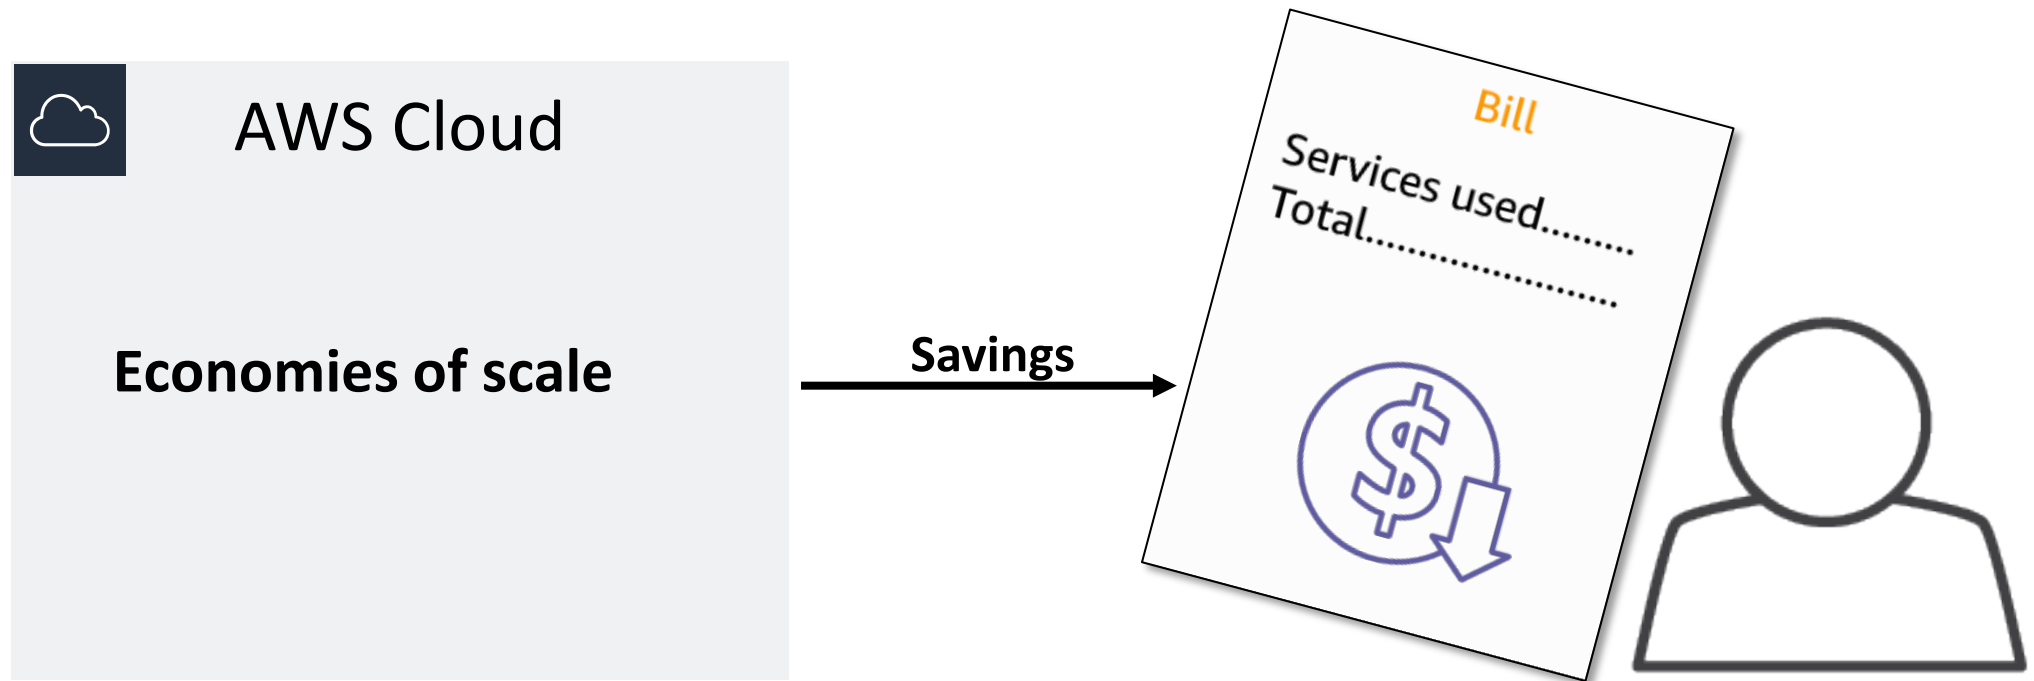 AWS Cloud
Economies of scale
Savings
Bill
Services used.........
Total......................